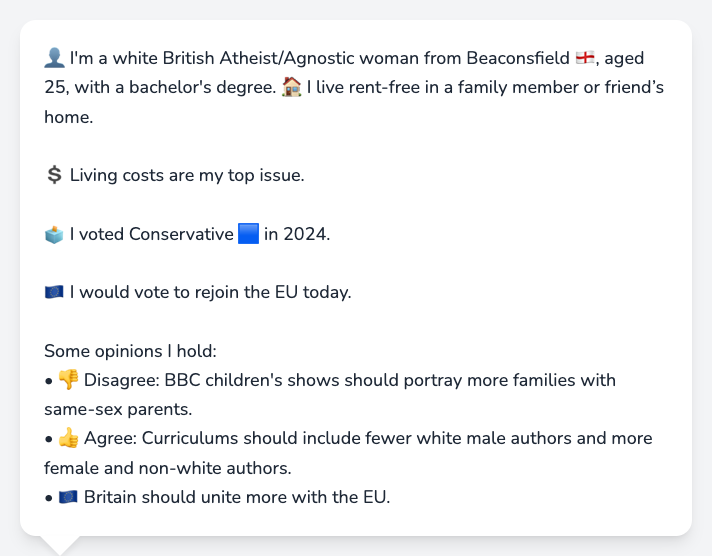 👤 I'm a white British Atheist/Agnostic woman from Beaconsfield 🏴󠁧󠁢󠁥󠁮󠁧󠁿, aged
25, with a bachelor's degree. 🏠 I live rent-free in a family member or friend’s
home.
💲 Living costs are my top issue.
🗳️ I voted Conservative 🟦 in 2024.
🇪🇺 I would vote to rejoin the EU today.
Some opinions I hold:
• 👎 Disagree: BBC children's shows should portray more families with
same-sex parents.
• 👍 Agree: Curriculums should include fewer white male authors and more
female and non-white authors.
• 🇪🇺 Britain should unite more with the EU.